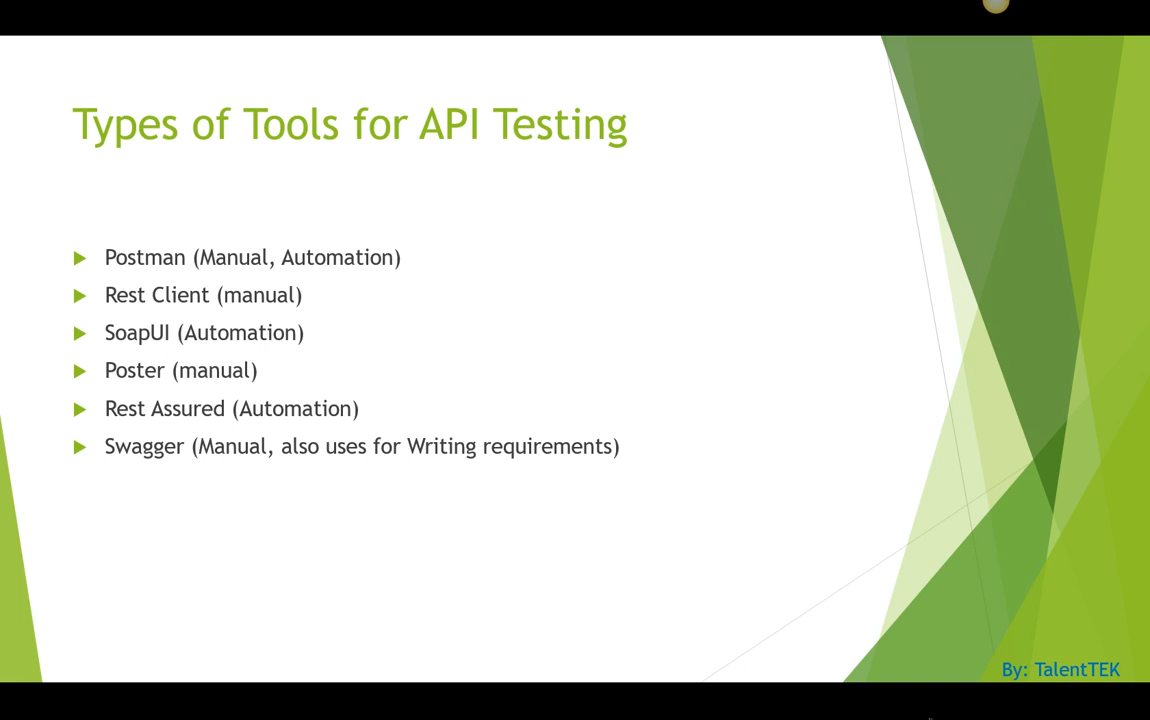 Types of Tools for API Testing
Postman (Manual, Automation)
Rest Client (manual)
SoapUI (Automation)
Poster (manual)
Rest Assured (Automation)
Swagger (Manual, also uses for Writing requirements)
By: TalentTEK